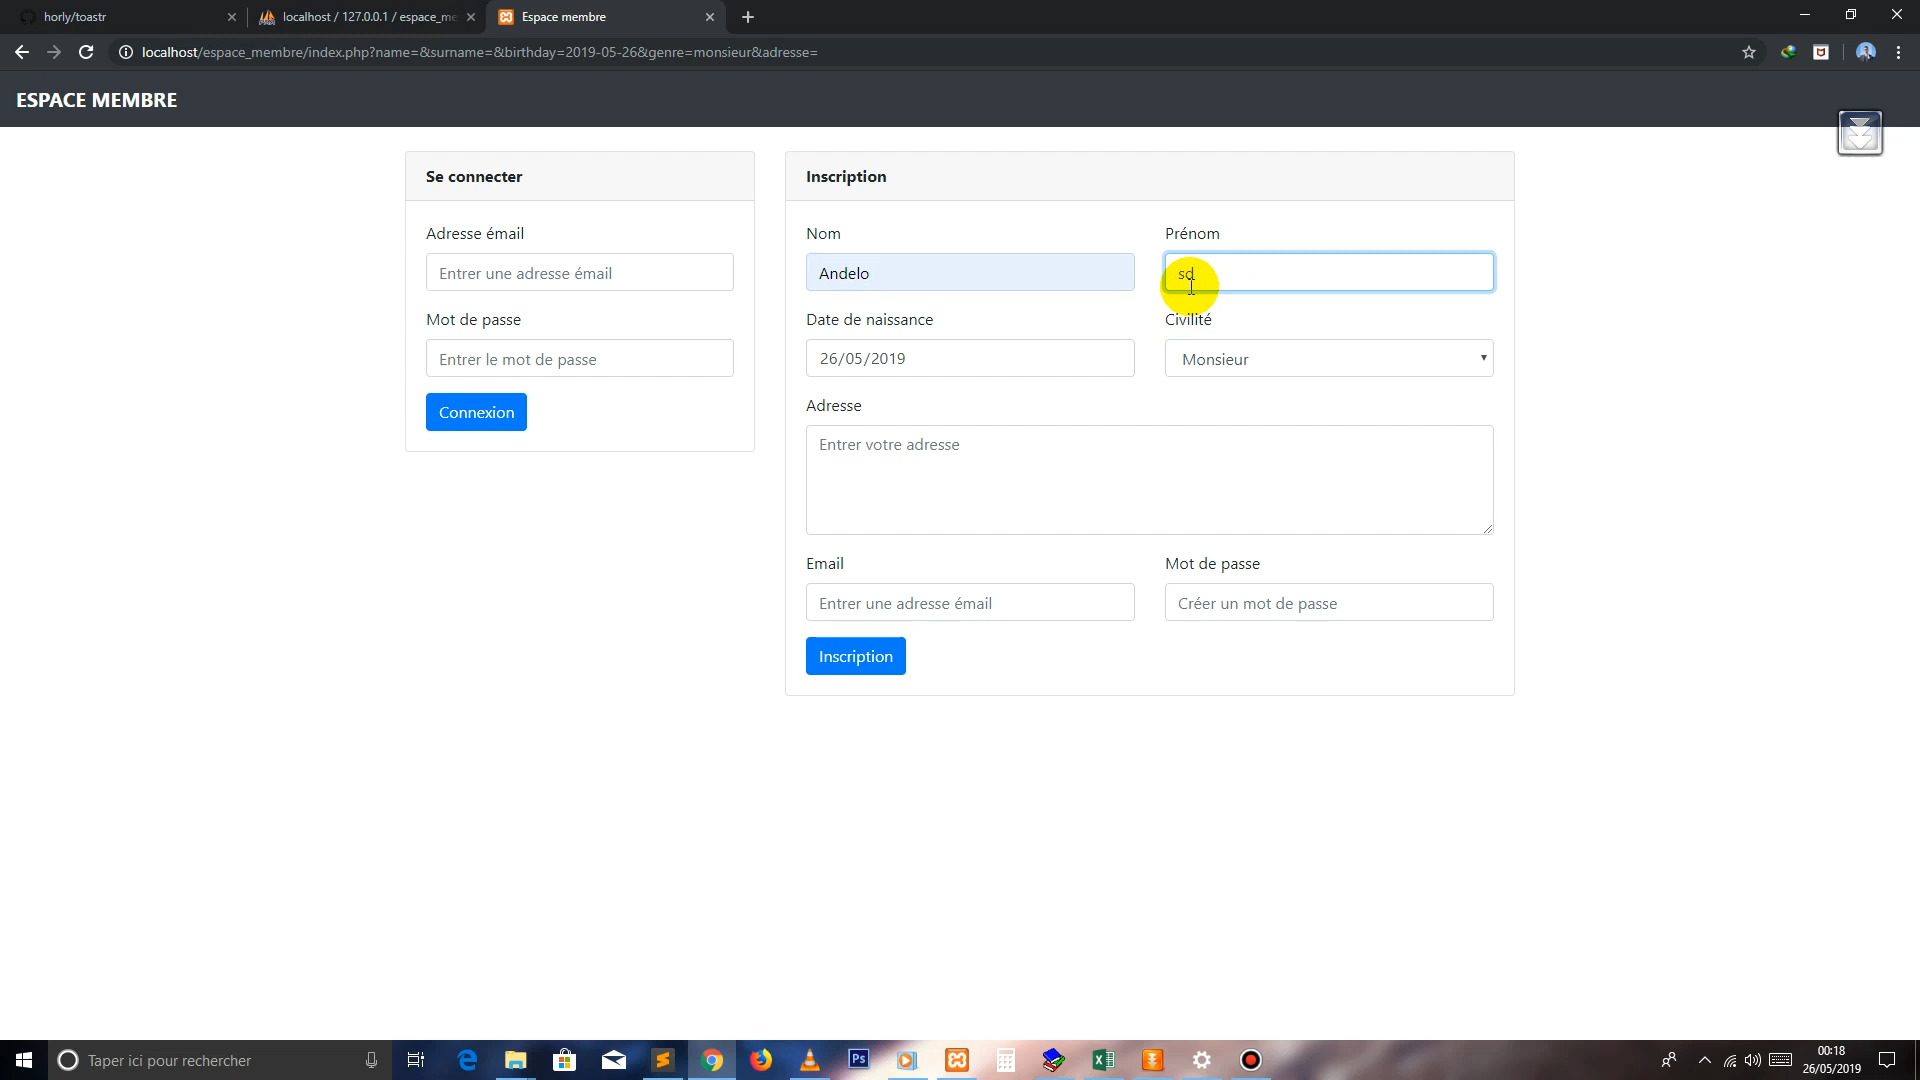 horly/toastr
localhost / 127.0.0.1 / espace_me
Espace membre
localhost/espace_membre/index.php?name=&surname=&birthday=2019-05-26&genre=monsieur&adresse=
ESPACE MEMBRE
Se connecter
Adresse émail
Entrer une adresse émail
Mot de passe
Entrer le mot de passe
Connexion
Inscription
Nom
Prénom
Andelo
sd
Date de naissance
Civilité
26/05/2019
Monsieur
Adresse
Entrer votre adresse
Email
Mot de passe
Entrer une adresse émail
Créer un mot de passe
Inscription
Taper ici pour rechercher
Ps
00:18
26/05/2019